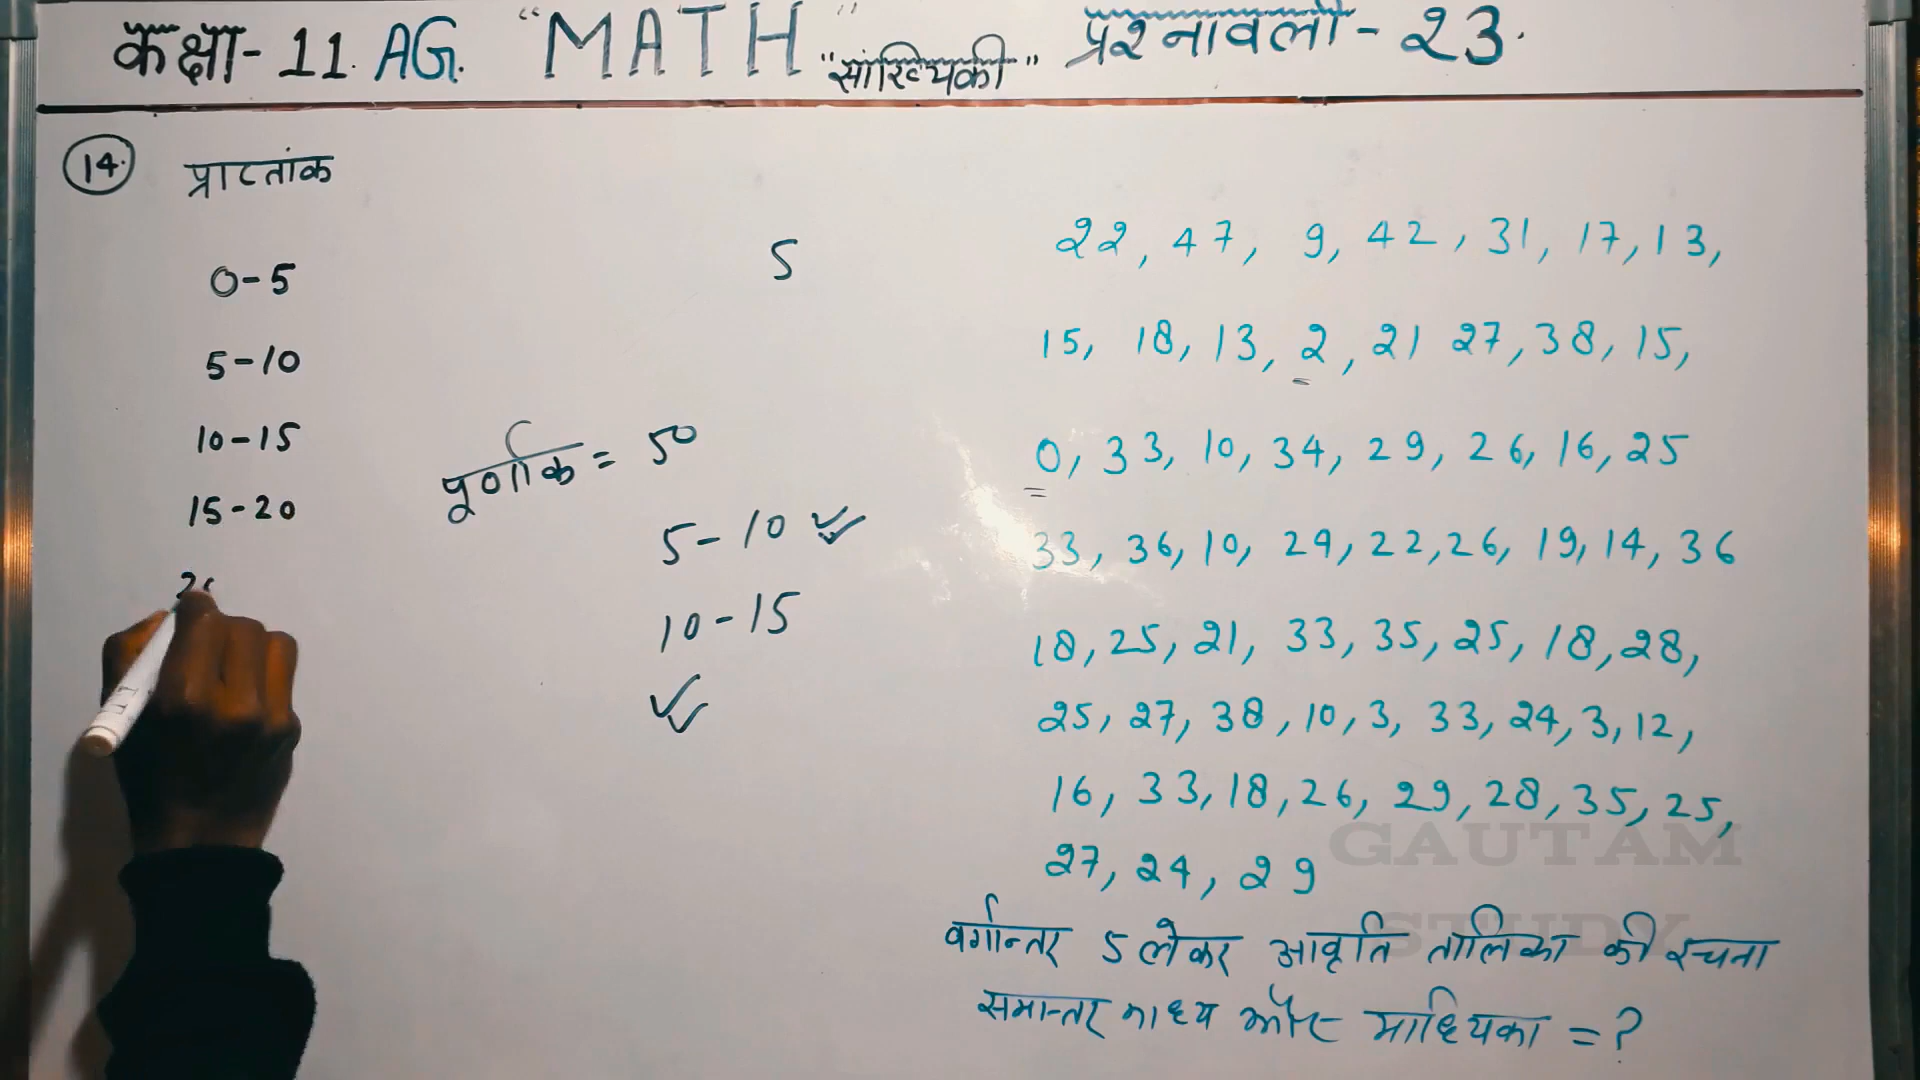 कक्षा- 11. AG. "MATH" "सांख्यिकी" प्रश्नावली - 23.
14. प्राप्तांक
0-5
5-10
10-15
15-20
5
पूर्णांक = 50
5-10
10-15
22, 47, 9, 42, 31, 17, 13,
15, 18, 13, 2, 21 27, 38, 15,
0, 33, 10, 34, 29, 26, 16, 25
33, 36, 10, 29, 22, 26, 19, 14, 36
18, 25, 21, 33, 35, 25, 18, 28,
25, 27, 38, 10, 3, 33, 24, 3, 12,
16, 33, 18, 26, 29, 28, 35, 25,
27, 24, 29
GAUTAM
STUDY
वर्गान्तर 5 लेकर आवृति तालिका की रचना
समान्तर माध्य और माध्यिका = ?